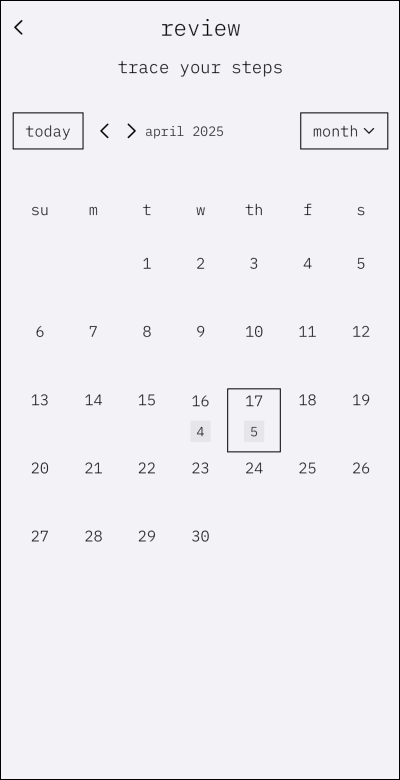 review
trace your steps
today april 2025 month
su m t w th f s
1 2 3 4 5
6 7 8 9 10 11 12
13 14 15 16 17 18 19
4 5
20 21 22 23 24 25 26
27 28 29 30